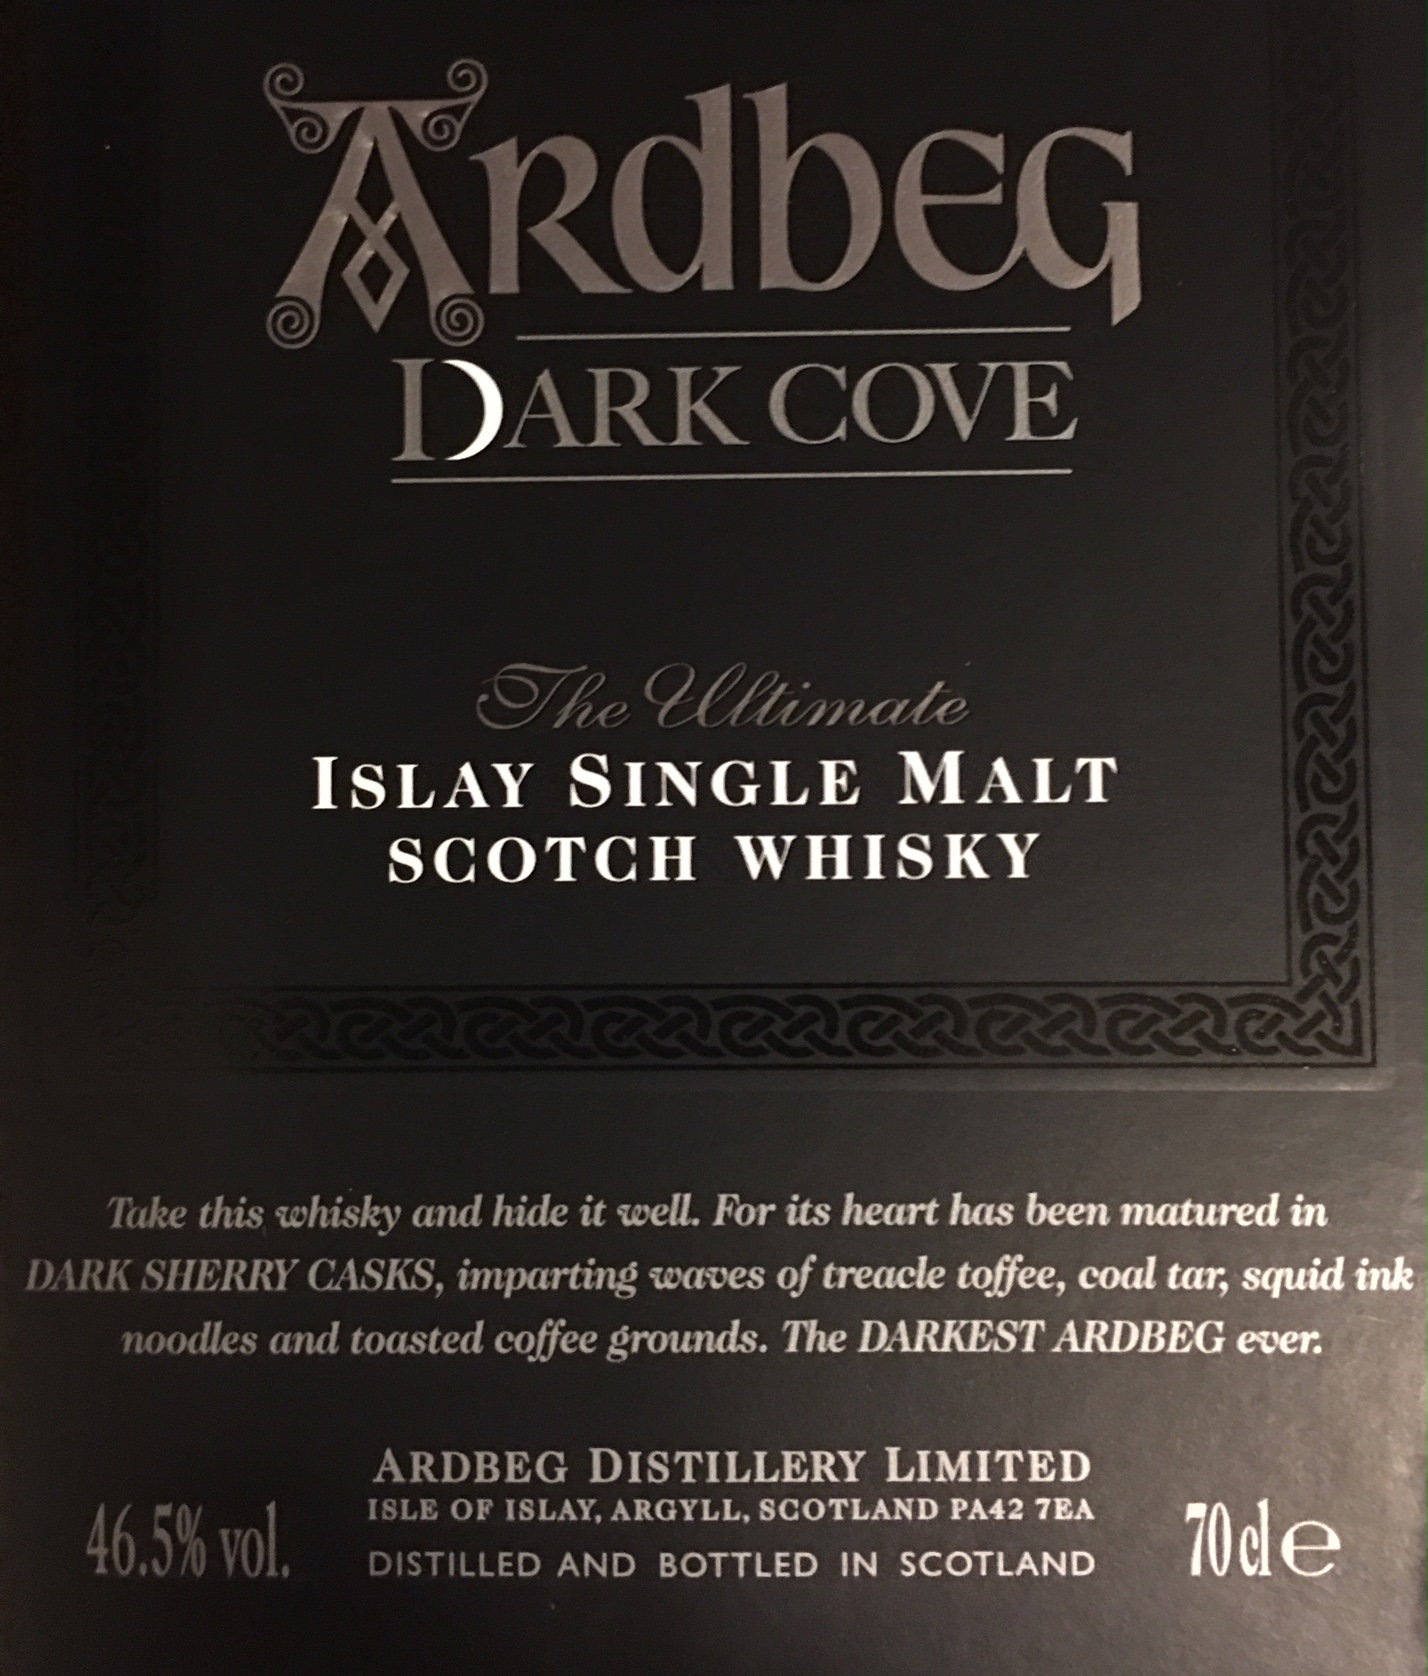 Ardbeg
DARK COVE
The Ultimate
ISLAY SINGLE MALT
SCOTCH WHISKY
Take this whisky and hide it well. For its heart has been matured in
DARK SHERRY CASKS, imparting waves of treacle toffee, coal tar, squid ink
noodles and toasted coffee grounds. The DARKEST ARDBEG ever.
ARDBEG DISTILLERY LIMITED
ISLE OF ISLAY, ARGYLL, SCOTLAND PA42 7EA
46.5% vol.
DISTILLED AND BOTTLED IN SCOTLAND
70 cl e